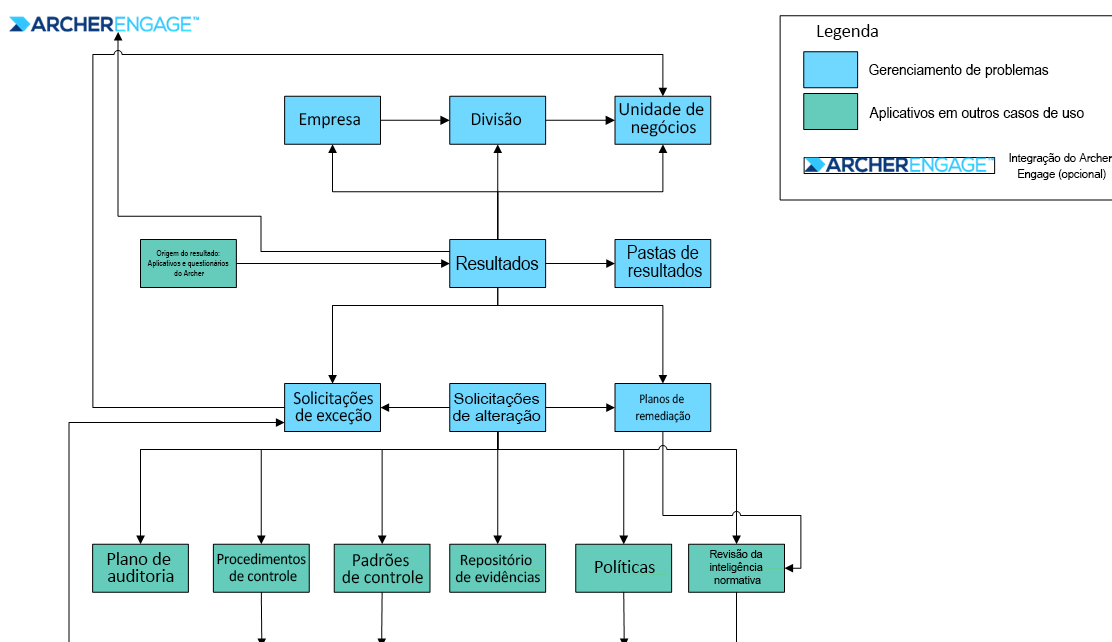 ARCHERENGAGE™
Legenda
Gerenciamento de problemas
Aplicativos em outros casos de uso
ARCHERENGAGE™
Integração do Archer
Engage (opcional)
Empresa
Divisão
Unidade de
negócios
Origem do resultado:
Aplicativos e questionários
do Archer
Resultados
Pastas de
resultados
Solicitações
de exceção
Solicitações
de alteração
Planos de
remediação
Plano de
auditoria
Procedimentos
de controle
Padrões
de controle
Repositório
de evidências
Políticas
Revisão da
inteligência
normativa